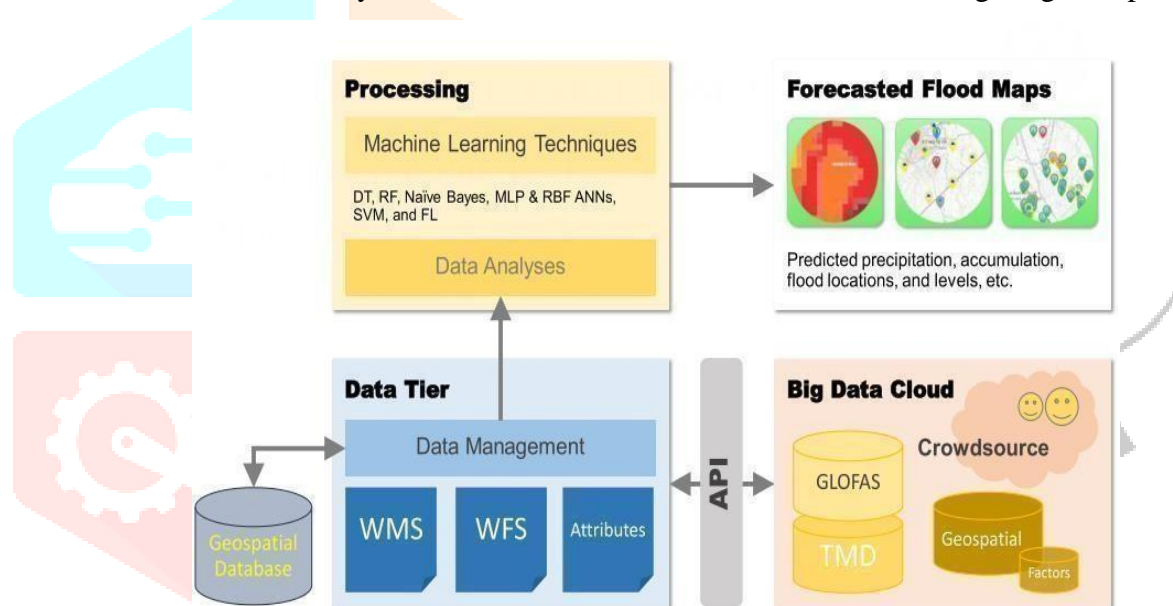 Processing
Machine Learning Techniques
DT, RF, Naïve Bayes, MLP & RBF ANNs,
SVM, and FL
Data Analyses
Forecasted Flood Maps
Predicted precipitation, accumulation,
flood locations, and levels, etc.
Data Tier
Data Management
WMS
WFS
Attributes
Geospatial
Database
API
Big Data Cloud
Crowdsource
GLOFAS
TMD
Geospatial
Factors